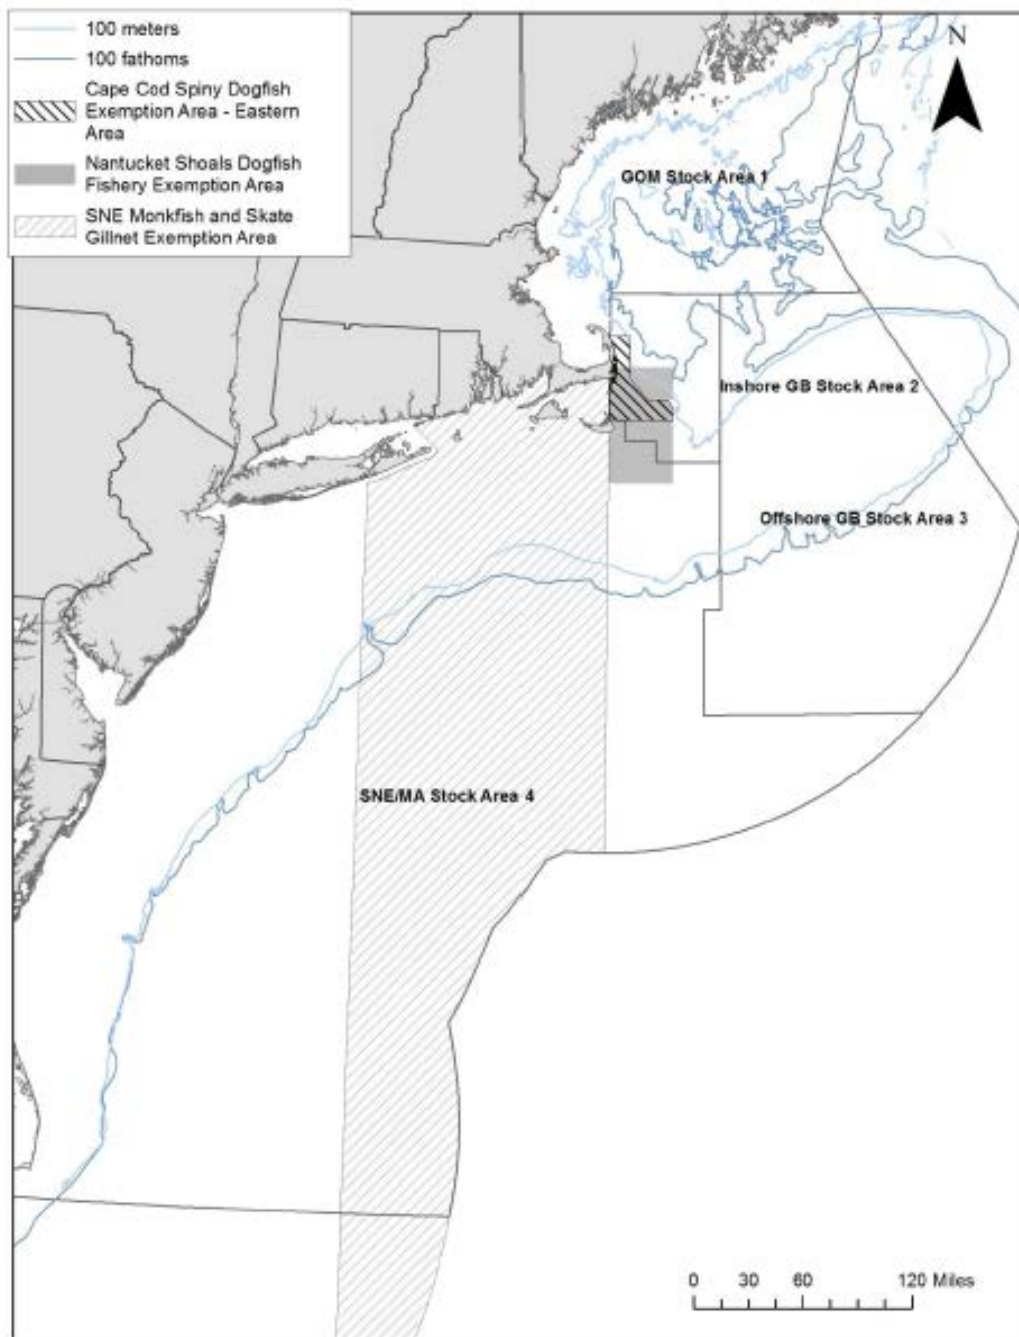 100 meters
100 fathoms
Cape Cod Spiny Dogfish
Exemption Area - Eastern
Area
Nantucket Shoals Dogfish
Fishery Exemption Area
SNE Monkfish and Skate
Gillnet Exemption Area
N
GOM Stock Area 1
Inshore GB Stock Area 2
Offshore GB Stock Area 3
SNE/MA Stock Area 4
0 30 60 120 Miles